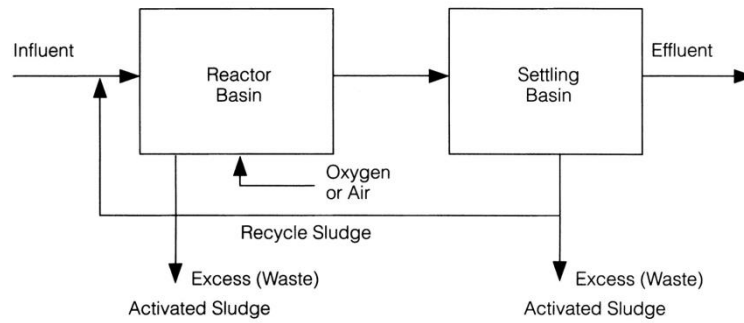 Influent
Reactor
Basin
Settling
Basin
Effluent
Oxygen
or Air
Recycle Sludge
Excess (Waste)
Activated Sludge
Excess (Waste)
Activated Sludge